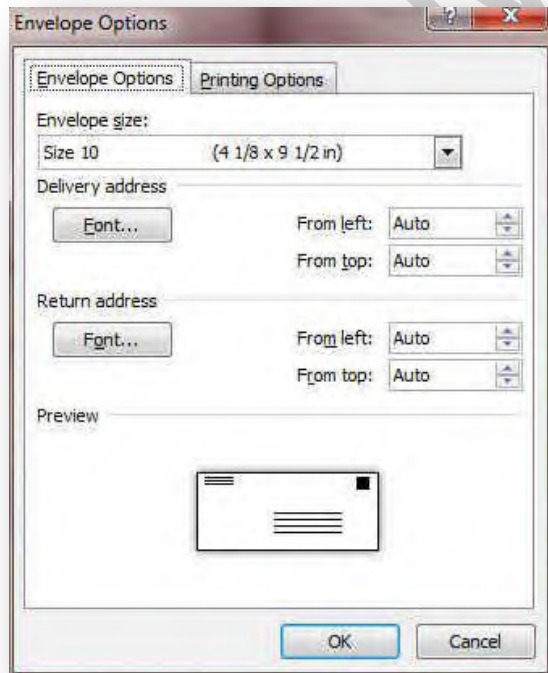 Envelope Options
Envelope Options Printing Options
Envelope size:
Size 10 (4 1/8 x 9 1/2 in)
Delivery address
Font... From left: Auto
From top: Auto
Return address
Font... From left: Auto
From top: Auto
Preview
OK Cancel